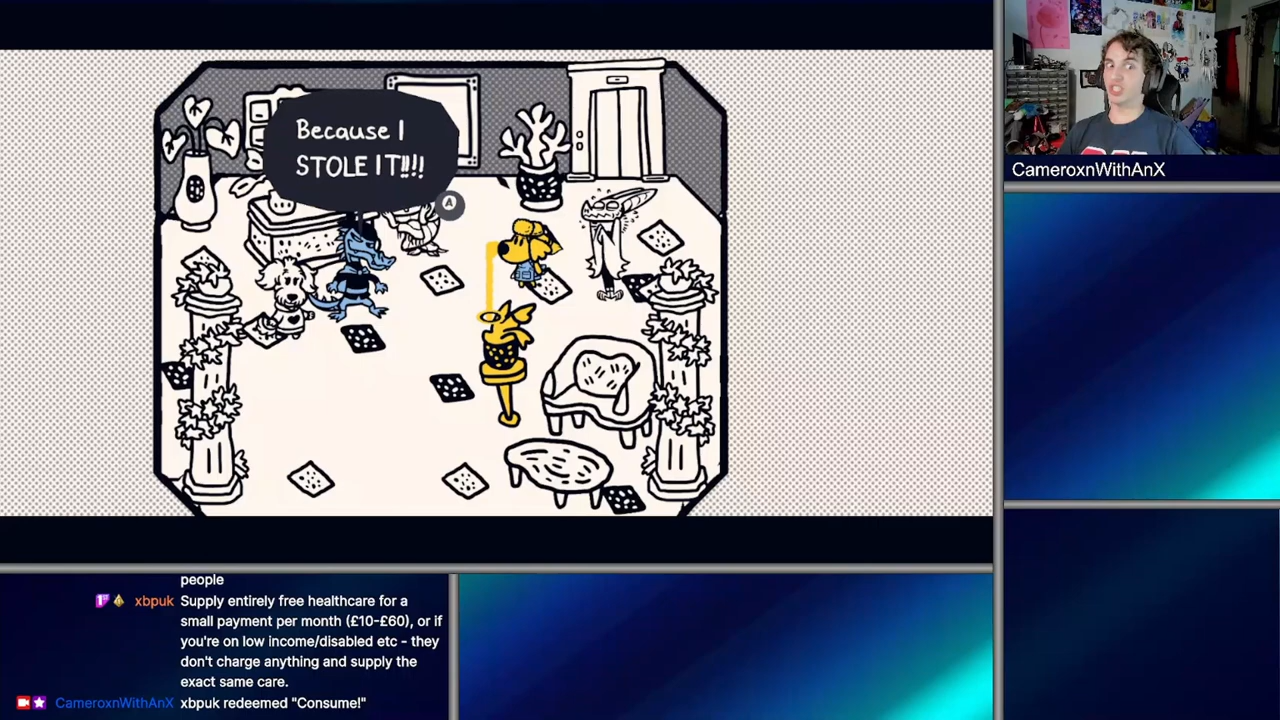 Because I
STOLE IT!!!!
A
CameroxnWithAnX
people
xbpuk Supply entirely free healthcare for a
small payment per month (£10-£60), or if
you're on low income/disabled etc - they
don't charge anything and supply the
exact same care.
CameroxnWithAnX xbpuk redeemed "Consume!"